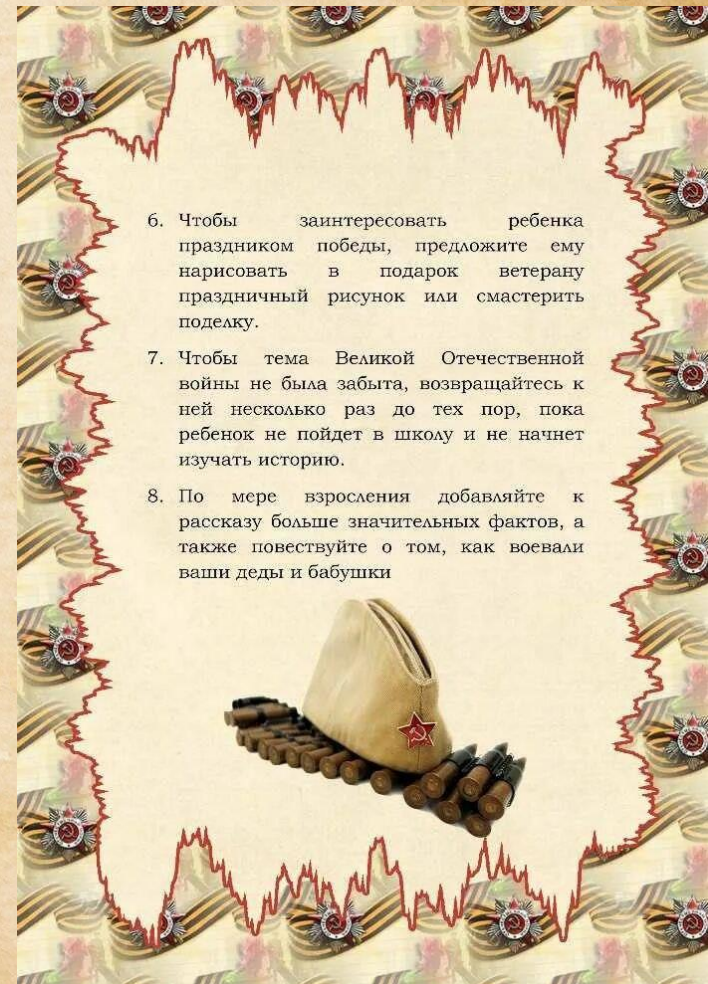 6. Чтобы заинтересовать ребенка
праздником победы, предложите ему
нарисовать в подарок ветерану
праздничный рисунок или смастерить
поделку.
7. Чтобы тема Великой Отечественной
войны не была забыта, возвращайтесь к
ней несколько раз до тех пор, пока
ребенок не пойдет в школу и не начнет
изучать историю.
8. По мере взросления добавляйте к
рассказу больше значительных фактов, а
также повествуйте о том, как воевали
ваши деды и бабушки